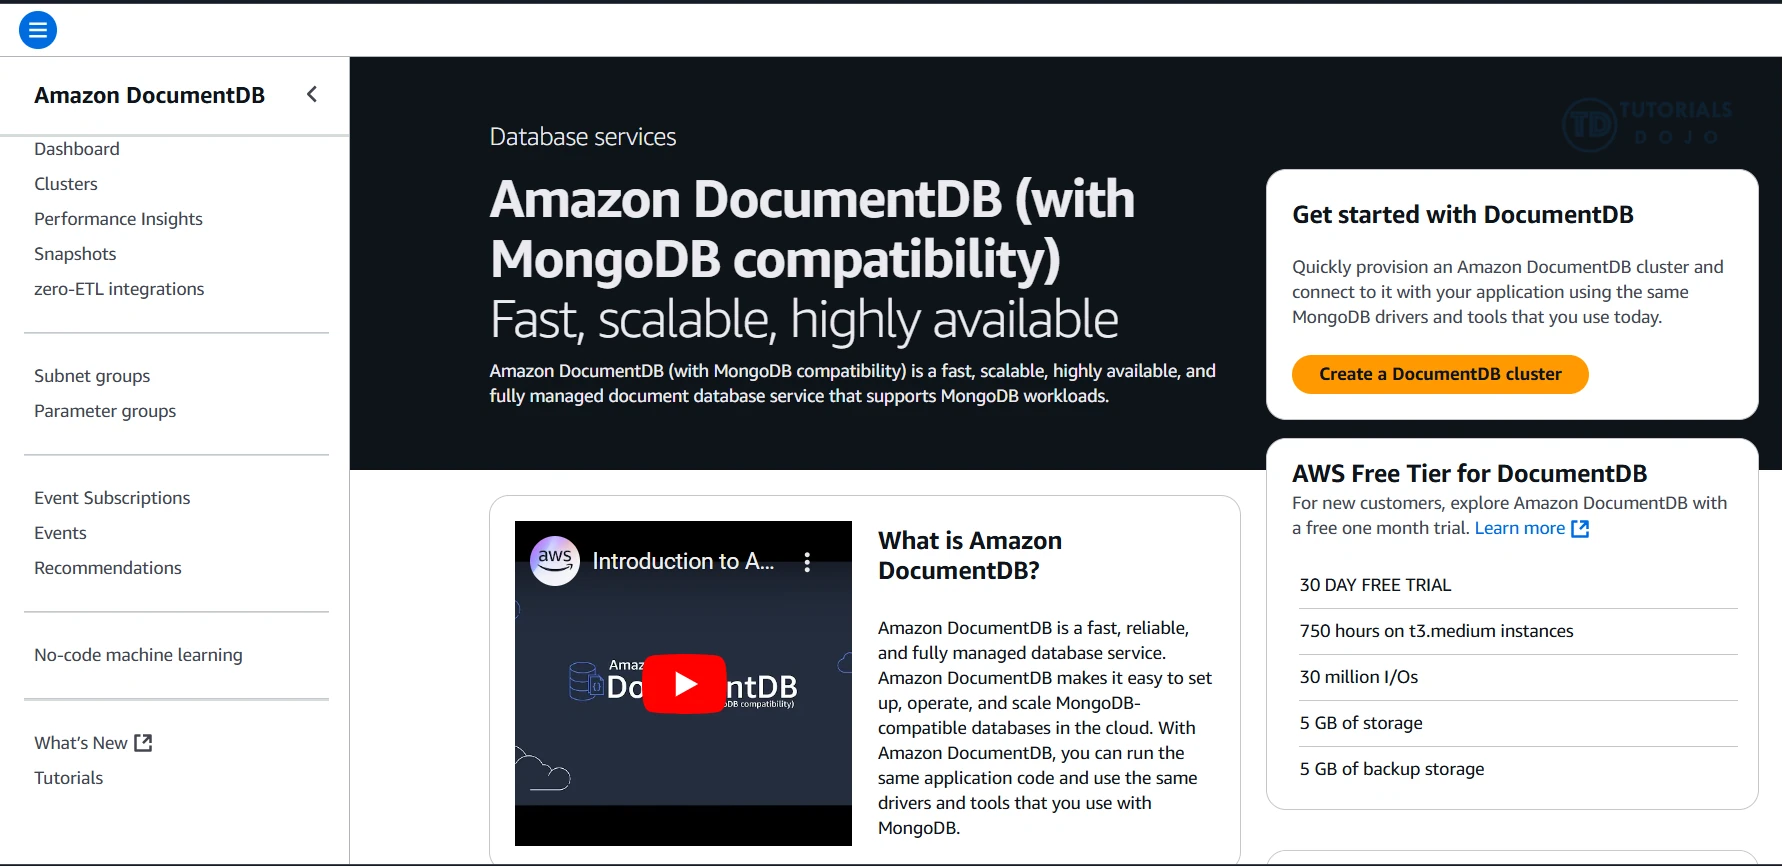 Amazon DocumentDB
Dashboard
Clusters
Performance Insights
Snapshots
zero-ETL integrations
Subnet groups
Parameter groups
Event Subscriptions
Events
Recommendations
No-code machine learning
What's New
Tutorials
TD TUTORIALS
DOJO
Database services
Amazon DocumentDB (with
MongoDB compatibility)
Fast, scalable, highly available
Amazon DocumentDB (with MongoDB compatibility) is a fast, scalable, highly available, and
fully managed document database service that supports MongoDB workloads.
Get started with DocumentDB
Quickly provision an Amazon DocumentDB cluster and
connect to it with your application using the same
MongoDB drivers and tools that you use today.
Create a DocumentDB cluster
AWS Free Tier for DocumentDB
For new customers, explore Amazon DocumentDB with
a free one month trial. Learn more
30 DAY FREE TRIAL
750 hours on t3.medium instances
30 million I/Os
5 GB of storage
5 GB of backup storage
aws
Introduction to A...
Amaz
Do ntDB
DB compatibility)
What is Amazon
DocumentDB?
Amazon DocumentDB is a fast, reliable,
and fully managed database service.
Amazon DocumentDB makes it easy to set
up, operate, and scale MongoDB-
compatible databases in the cloud. With
Amazon DocumentDB, you can run the
same application code and use the same
drivers and tools that you use with
MongoDB.